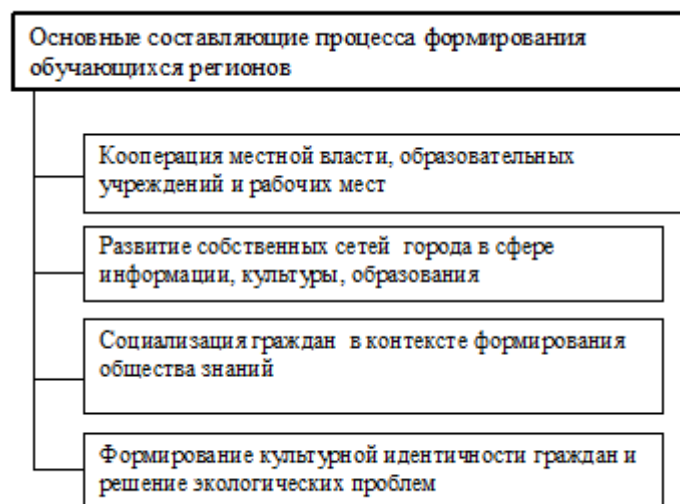 Основные составляющие процесса формирования
обучающихся регионов
Кооперация местной власти, образовательных
учреждений и рабочих мест
Развитие собственных сетей города в сфере
информации, культуры, образования
Социализация граждан в контексте формирования
общества знаний
Формирование культурной идентичности граждан и
решение экологических проблем